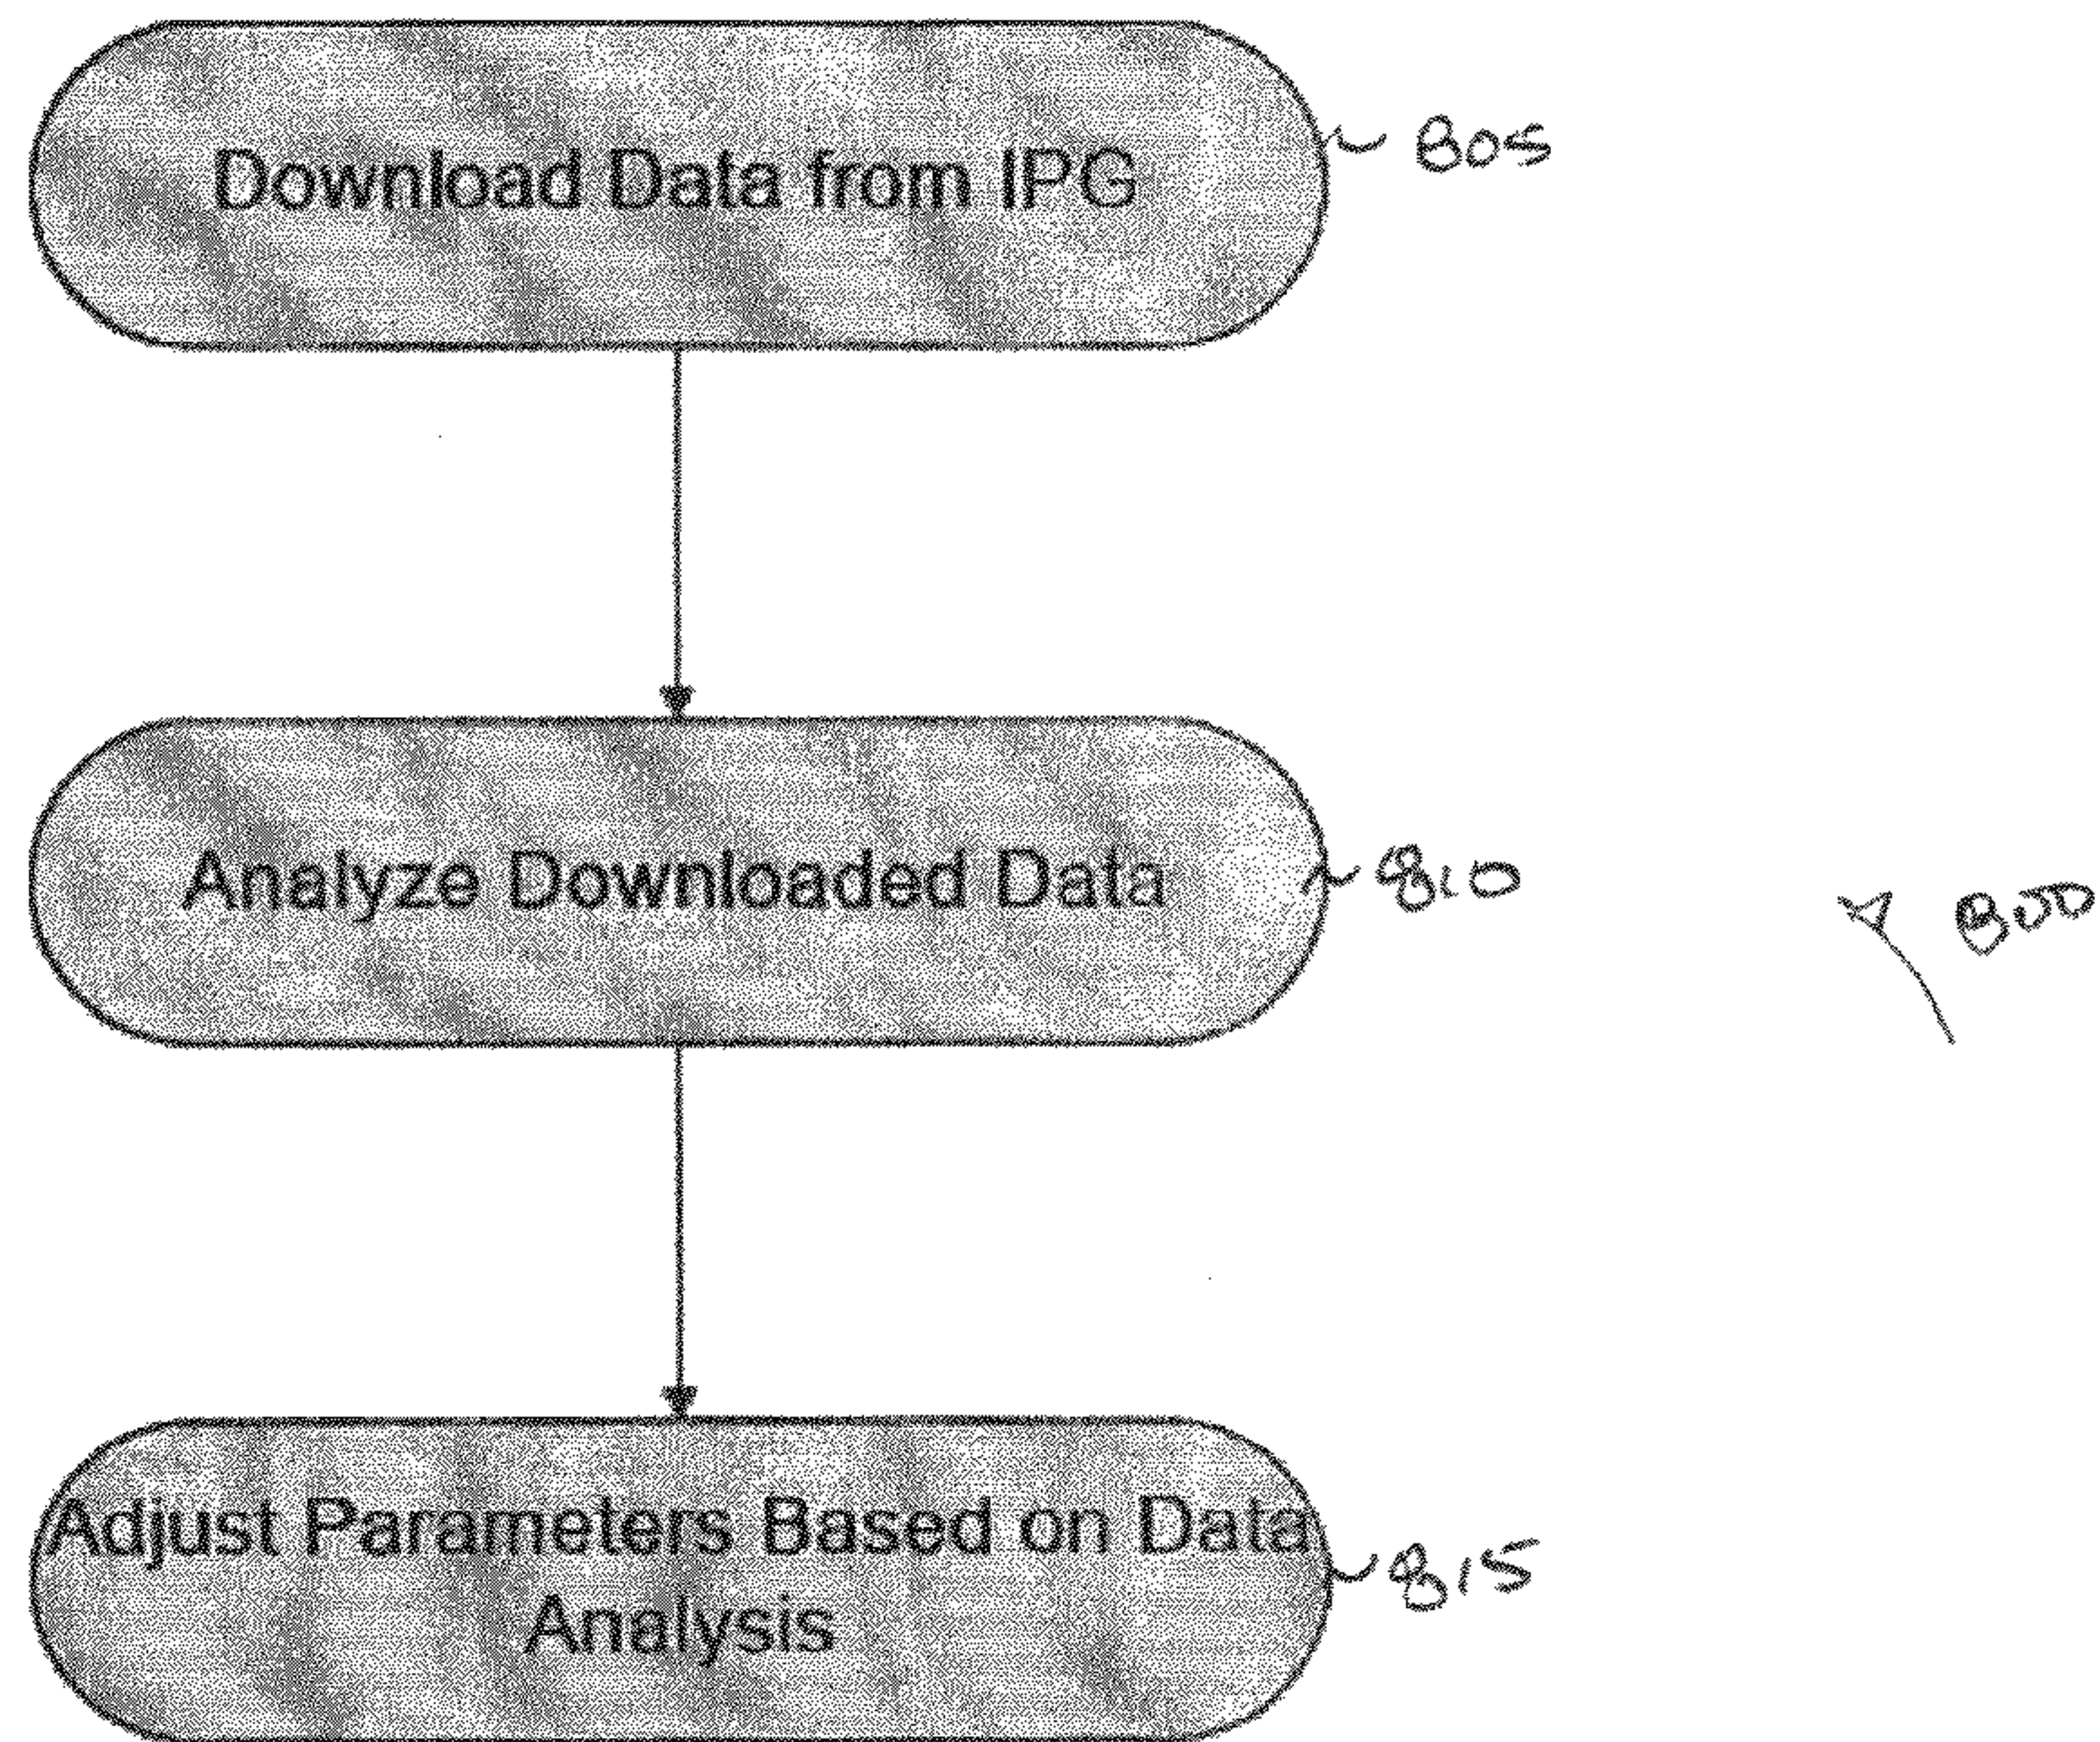 Download Data from IPG
805
Analyze Downloaded Data
810
800
Adjust Parameters Based on Data
Analysis
815